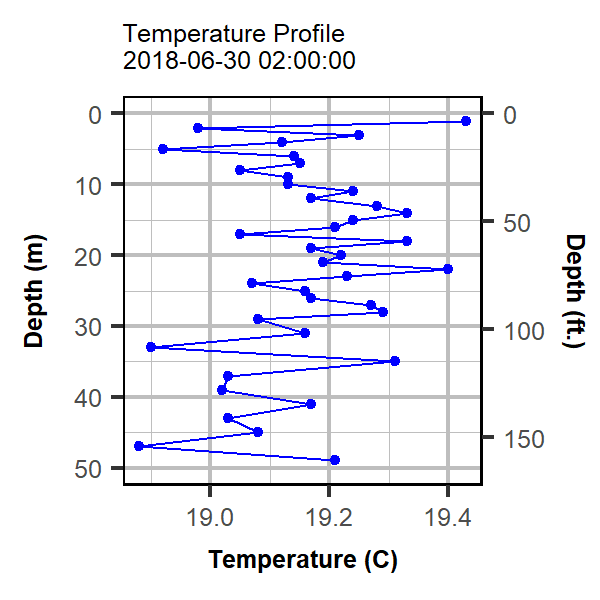 Temperature Profile
2018-06-30 02:00:00
0
10
20
30
40
50
Depth (m)
0
50
100
150
Depth (ft.)
19.0 19.2 19.4
Temperature (C)